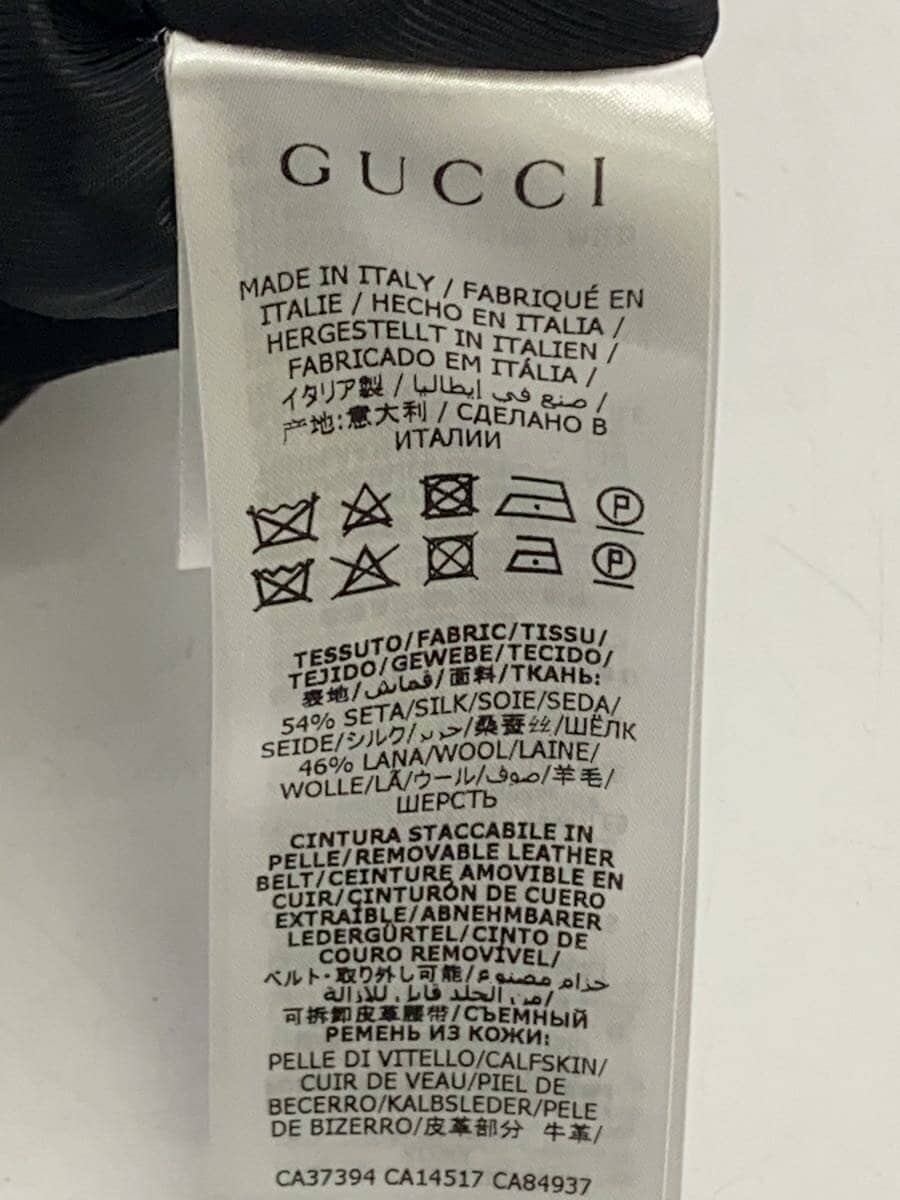 GUCCI
MADE IN ITALY / FABRIQUÉ EN
ITALIE / HECHO EN ITALIA /
HERGESTELLT IN ITALIEN /
FABRICADO EM ITÁLIA /
イタリア製 / صنع في إيطاليا /
产地:意大利 / СДЕЛАНО В
ИТАЛИИ
P
P
TESSUTO/FABRIC/TISSU/
TEJIDO/GEWEBE/TECIDO/
表地/قماش/面料/ТКАНЬ:
54% SETA/SILK/SOIE/SEDA/
SEIDE/シルク/حرير/桑蚕丝/ШЁЛК
46% LANA/WOOL/LAINE/
WOLLE/LÃ/ウール/صوف/羊毛/
ШЕРСТЬ
CINTURA STACCABILE IN
PELLE/REMOVABLE LEATHER
BELT/CEINTURE AMOVIBLE EN
CUIR/CINTURÓN DE CUERO
EXTRAÍBLE/ABNEHMBARER
LEDERGÜRTEL/CINTO DE
COURO REMOVÍVEL/
ベルト・取り外し可能/حزام مصنوع
من الجلد قابل للإزالة/
可拆卸皮革腰带/СЪЕМНЫЙ
РЕМЕНЬ ИЗ КОЖИ:
PELLE DI VITELLO/CALFSKIN/
CUIR DE VEAU/PIEL DE
BECERRO/KALBSLEDER/PELE
DE BIZERRO/皮革部分 牛革/
CA37394 CA14517 CA84937